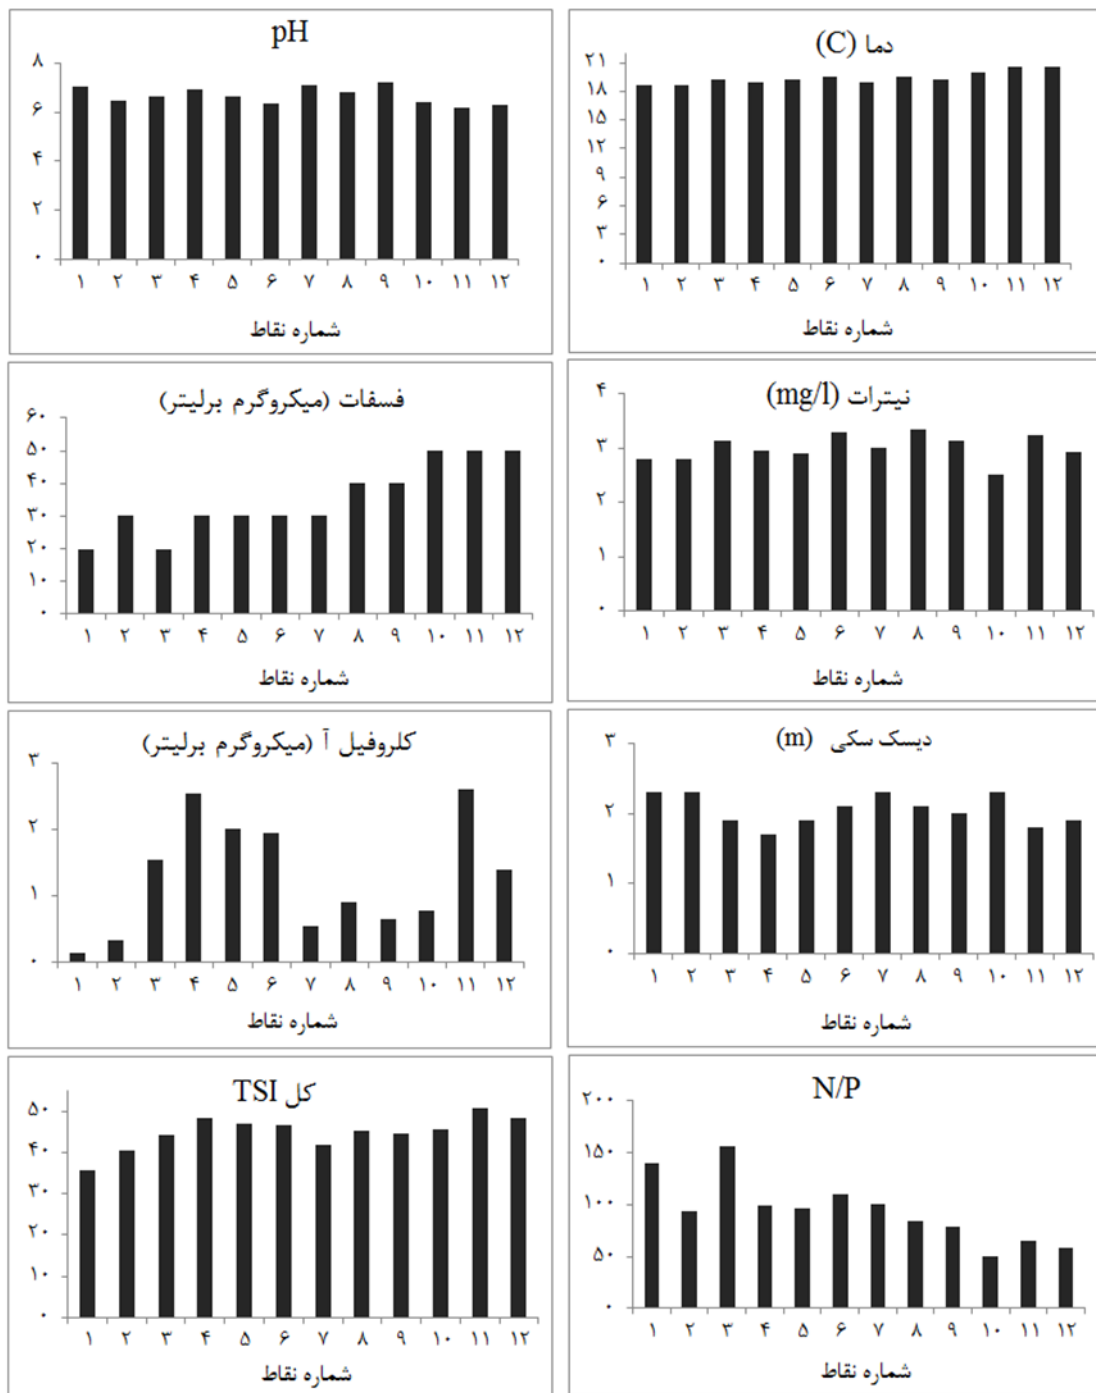 pH
۸
۶
۴
۲
۰
۱ ۲ ۳ ۴ ۵ ۶ ۷ ۸ ۹ ۱۰ ۱۱ ۱۲
شماره نقاط
دما (C)
۲۱
۱۸
۱۵
۱۲
۹
۶
۳
۰
۱ ۲ ۳ ۴ ۵ ۶ ۷ ۸ ۹ ۱۰ ۱۱ ۱۲
شماره نقاط
فسفات (میکروگرم برلیتر)
۶۰
۵۰
۴۰
۳۰
۲۰
۱۰
۰
۱ ۲ ۳ ۴ ۵ ۶ ۷ ۸ ۹ ۱۰ ۱۱ ۱۲
شماره نقاط
نیترات (mg/l)
۴
۳
۲
۱
۰
۱ ۲ ۳ ۴ ۵ ۶ ۷ ۸ ۹ ۱۰ ۱۱ ۱۲
شماره نقاط
کلروفیل آ (میکروگرم برلیتر)
۳
۲
۱
۰
۱ ۲ ۳ ۴ ۵ ۶ ۷ ۸ ۹ ۱۰ ۱۱ ۱۲
شماره نقاط
دیسک سکی (m)
۳
۲
۱
۰
۱ ۲ ۳ ۴ ۵ ۶ ۷ ۸ ۹ ۱۰ ۱۱ ۱۲
شماره نقاط
کل TSI
۵۰
۴۰
۳۰
۲۰
۱۰
۰
۱ ۲ ۳ ۴ ۵ ۶ ۷ ۸ ۹ ۱۰ ۱۱ ۱۲
شماره نقاط
N/P
۲۰۰
۱۵۰
۱۰۰
۵۰
۰
۱ ۲ ۳ ۴ ۵ ۶ ۷ ۸ ۹ ۱۰ ۱۱ ۱۲
شماره نقاط